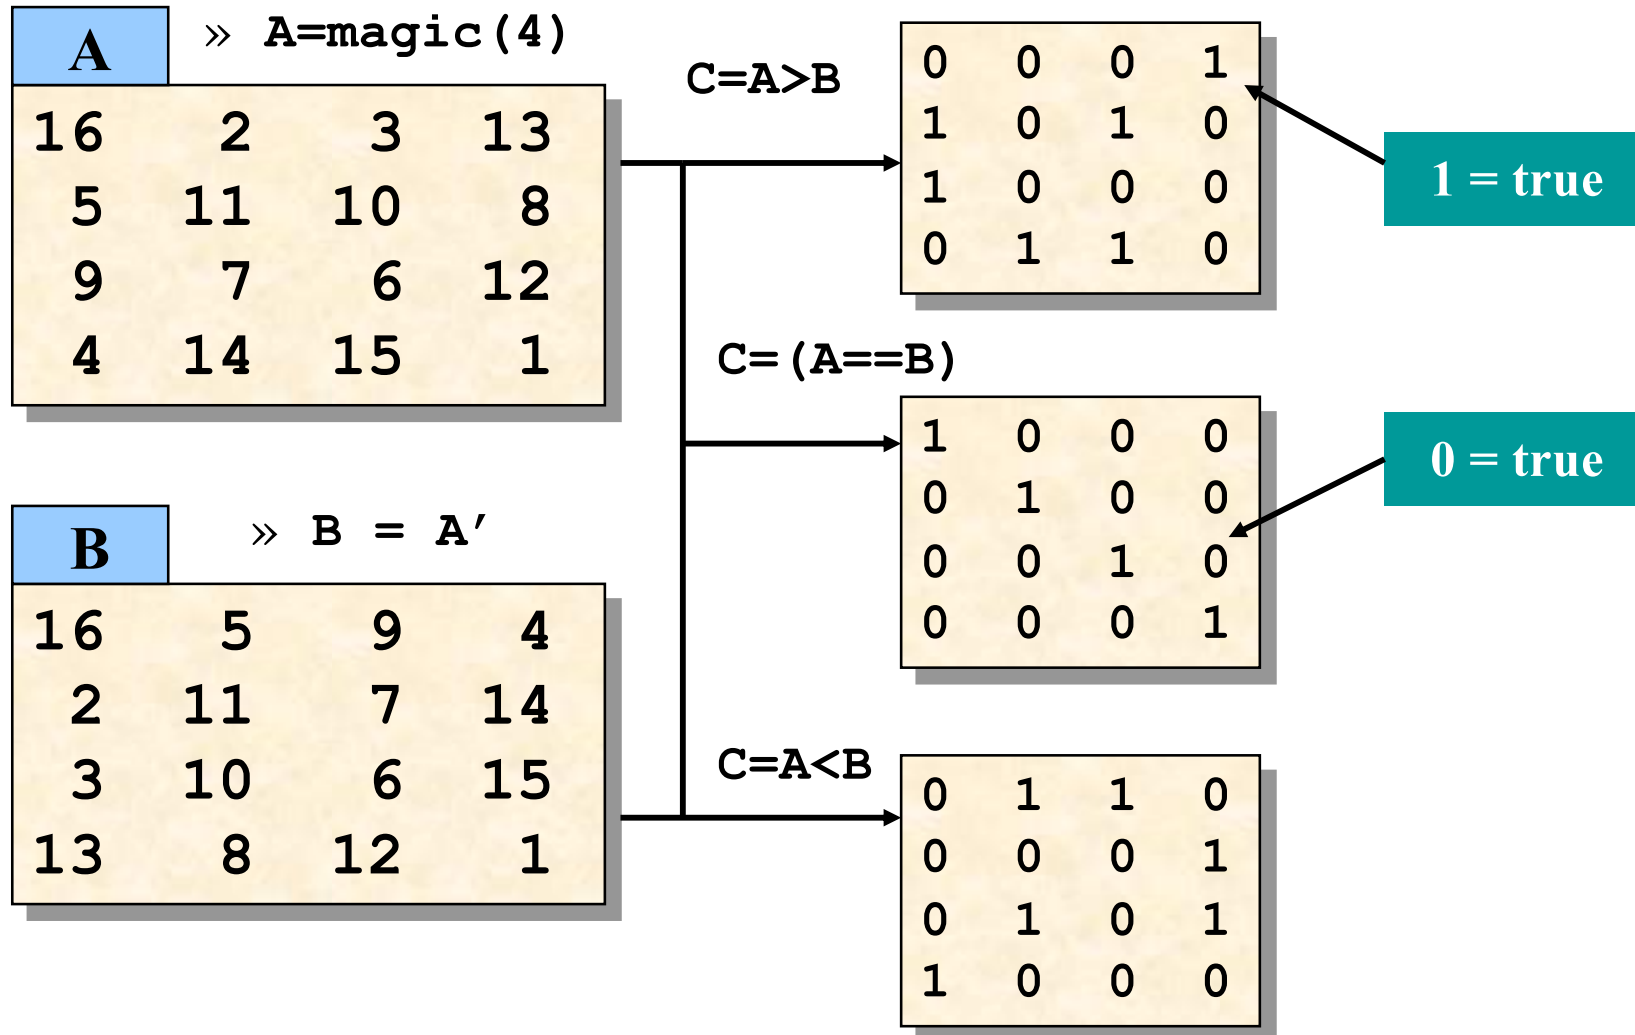 A
» A=magic(4)
16 2 3 13
5 11 10 8
9 7 6 12
4 14 15 1
B
» B = A’
16 5 9 4
2 11 7 14
3 10 6 15
13 8 12 1
C=A>B
0 0 0 1
1 0 1 0
1 0 0 0
0 1 1 0
1 = true
C=(A==B)
1 0 0 0
0 1 0 0
0 0 1 0
0 0 0 1
0 = true
C=A<B
0 1 1 0
0 0 0 1
0 1 0 1
1 0 0 0